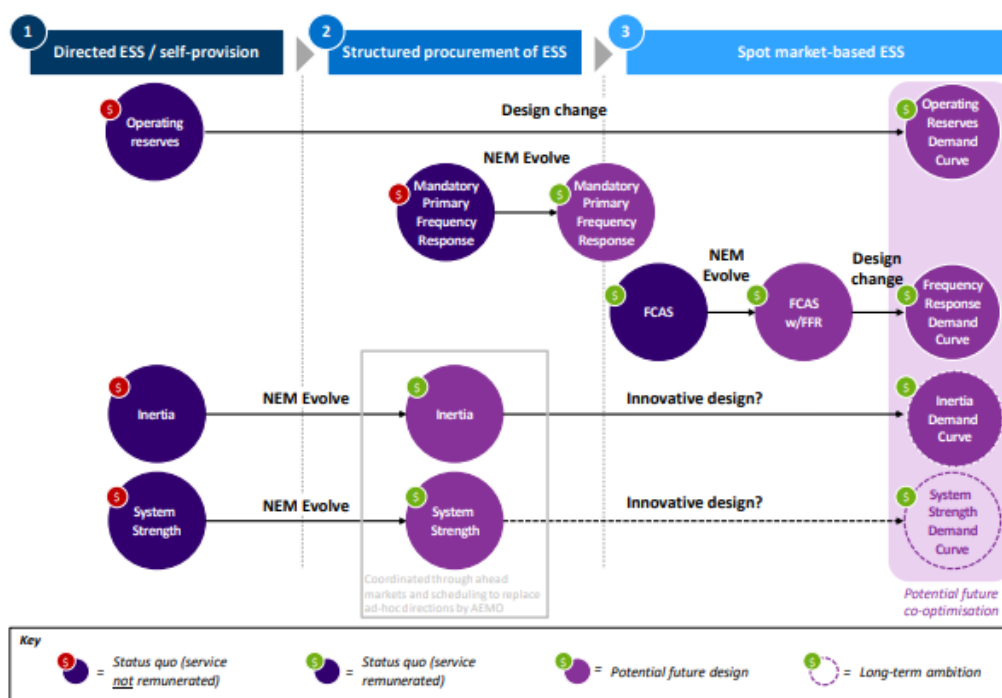 1
Directed ESS / self-provision
2
Structured procurement of ESS
3
Spot market-based ESS
$
Operating
reserves
Design change
$
Operating
Reserves
Demand
Curve
NEM Evolve
$
Mandatory
Primary
Frequency
Response
$
Mandatory
Primary
Frequency
Response
NEM
Evolve
Design
change
$
FCAS
$
FCAS
w/FFR
$
Frequency
Response
Demand
Curve
$
Inertia
NEM Evolve
$
Inertia
Innovative design?
$
Inertia
Demand
Curve
$
System
Strength
NEM Evolve
$
System
Strength
Innovative design?
$
System
Strength
Demand
Curve
Coordinated through ahead
markets and scheduling to replace
ad-hoc directions by AEMO
Potential future
co-optimisation
Key
$ = Status quo (service
not remunerated)
$ = Status quo (service
remunerated)
$ = Potential future design
$ = Long-term ambition